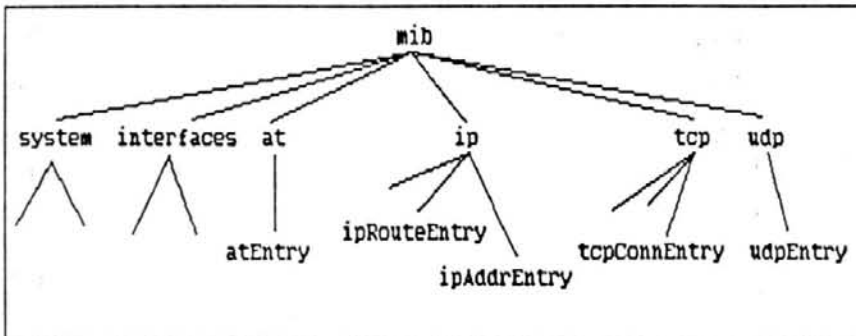 mib
system interfaces at ip tcp udp
atEntry ipRouteEntry tcpConnEntry udpEntry
ipAddrEntry